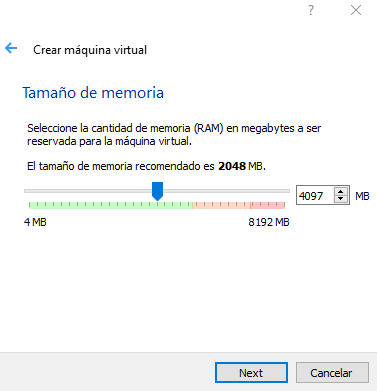 ?
Crear máquina virtual
Tamaño de memoria
Seleccione la cantidad de memoria (RAM) en megabytes a ser
reservada para la máquina virtual.
El tamaño de memoria recomendado es 2048 MB.
4097 MB
4 MB 8192 MB
Next Cancelar